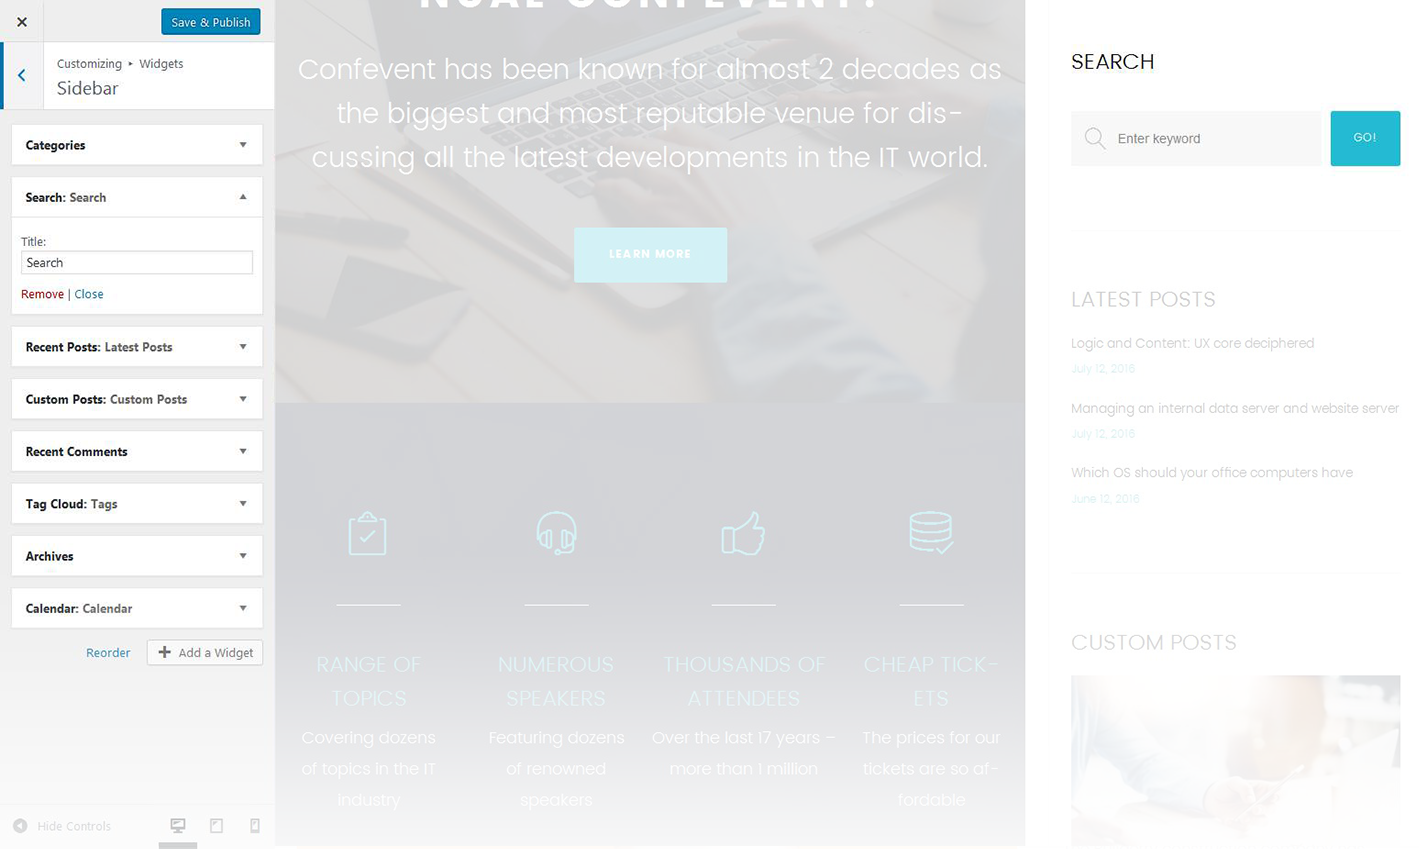 Save & Publish
Customizing ▸ Widgets
Sidebar
Categories
Search: Search
Title:
Search
Remove | Close
Recent Posts: Latest Posts
Custom Posts: Custom Posts
Recent Comments
Tag Cloud: Tags
Archives
Calendar: Calendar
Reorder
Add a Widget
Hide Controls
Confevent has been known for almost 2 decades as
the biggest and most reputable venue for dis-
cussing all the latest developments in the IT world.
LEARN MORE
RANGE OF
TOPICS
Covering dozens
of topics in the IT
industry
NUMEROUS
SPEAKERS
Featuring dozens
of renowned
speakers
THOUSANDS OF
ATTENDEES
Over the last 17 years –
more than 1 million
CHEAP TICK-
ETS
The prices for our
tickets are so af-
fordable
SEARCH
Enter keyword
GO!
LATEST POSTS
Logic and Content: UX core deciphered
July 12, 2016
Managing an internal data server and website server
July 12, 2016
Which OS should your office computers have
June 12, 2016
CUSTOM POSTS